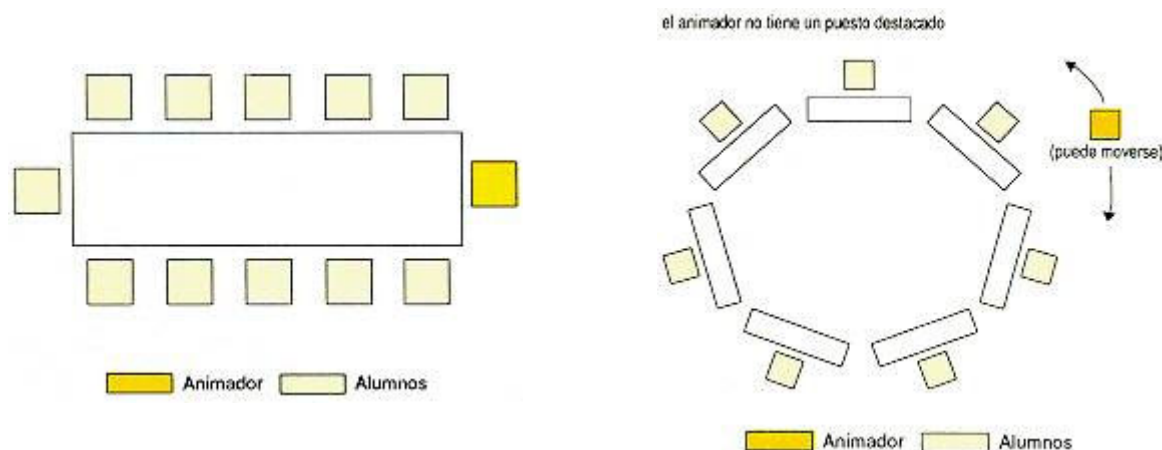 el animador no tiene un puesto destacado
(puede moverse)
Animador Alumnos
Animador Alumnos